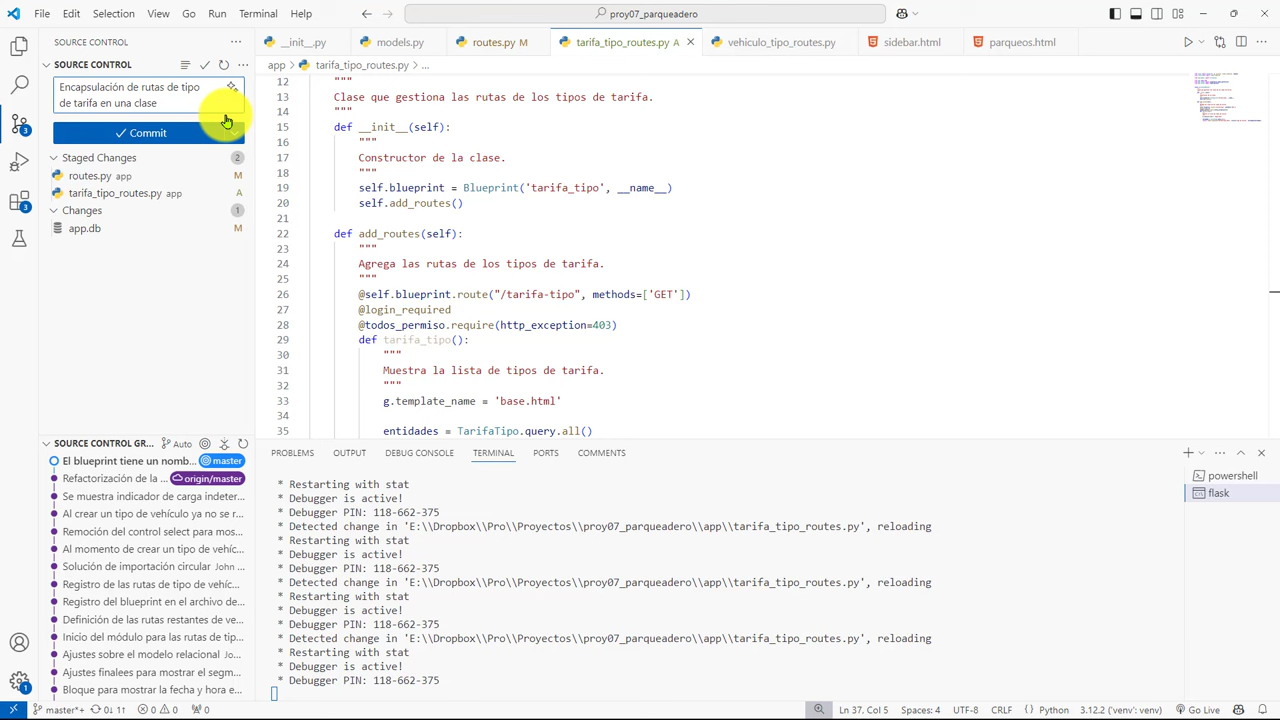 File Edit Selection View Go Run Terminal Help
proy07_parqueadero
SOURCE CONTROL
SOURCE CONTROL
Encapsulación de rutas de tipo
de tarifa en una clase
Commit
Staged Changes 2
routes.py app M
tarifa_tipo_routes.py app A
Changes 1
app.db M
3
3
SOURCE CONTROL GR... Auto
El blueprint tiene un nomb... master
Refactorización de la ... origin/master
Se muestra indicador de carga indeter...
Al crear un tipo de vehículo ya no se r...
Remoción del control select para mos...
Al momento de crear un tipo de vehíc...
Solución de importación circular John ...
Registro de las rutas de tipo de vehíc...
Registro del blueprint en el archivo de...
Definición de las rutas restantes de ve...
Inicio del módulo para las rutas de tip...
Ajustes sobre el modelo relacional Joh...
Ajustes finalees para mostrar el segm...
Bloque para mostrar la fecha y hora e...
1
__init__.py models.py routes.py M tarifa_tipo_routes.py A vehiculo_tipo_routes.py sidebar.html parqueos.html
app > tarifa_tipo_routes.py > ...
12 """
13 la rutas de los tipos de tarifa.
14 """
15 def __init__(self):
16 """
17 Constructor de la clase.
18 """
19 self.blueprint = Blueprint('tarifa_tipo', __name__)
20 self.add_routes()
21
22 def add_routes(self):
23 """
24 Agrega las rutas de los tipos de tarifa.
25 """
26 @self.blueprint.route("/tarifa-tipo", methods=['GET'])
27 @login_required
28 @todos_permiso.require(http_exception=403)
29 def tarifa_tipo():
30 """
31 Muestra la lista de tipos de tarifa.
32 """
33 g.template_name = 'base.html'
34
35 entidades = TarifaTipo.query.all()
PROBLEMS OUTPUT DEBUG CONSOLE TERMINAL PORTS COMMENTS
powershell
flask
* Restarting with stat
* Debugger is active!
* Debugger PIN: 118-662-375
* Detected change in 'E:\\Dropbox\\Pro\\Proyectos\\proy07_parqueadero\\app\\tarifa_tipo_routes.py', reloading
* Restarting with stat
* Debugger is active!
* Debugger PIN: 118-662-375
* Detected change in 'E:\\Dropbox\\Pro\\Proyectos\\proy07_parqueadero\\app\\tarifa_tipo_routes.py', reloading
* Restarting with stat
* Debugger is active!
* Debugger PIN: 118-662-375
* Detected change in 'E:\\Dropbox\\Pro\\Proyectos\\proy07_parqueadero\\app\\tarifa_tipo_routes.py', reloading
* Restarting with stat
* Debugger is active!
* Debugger PIN: 118-662-375
master*+ 0↓ 1↑ 0 0 0 Ln 37, Col 5 Spaces: 4 UTF-8 CRLF Python 3.12.2 ('venv': venv) Go Live